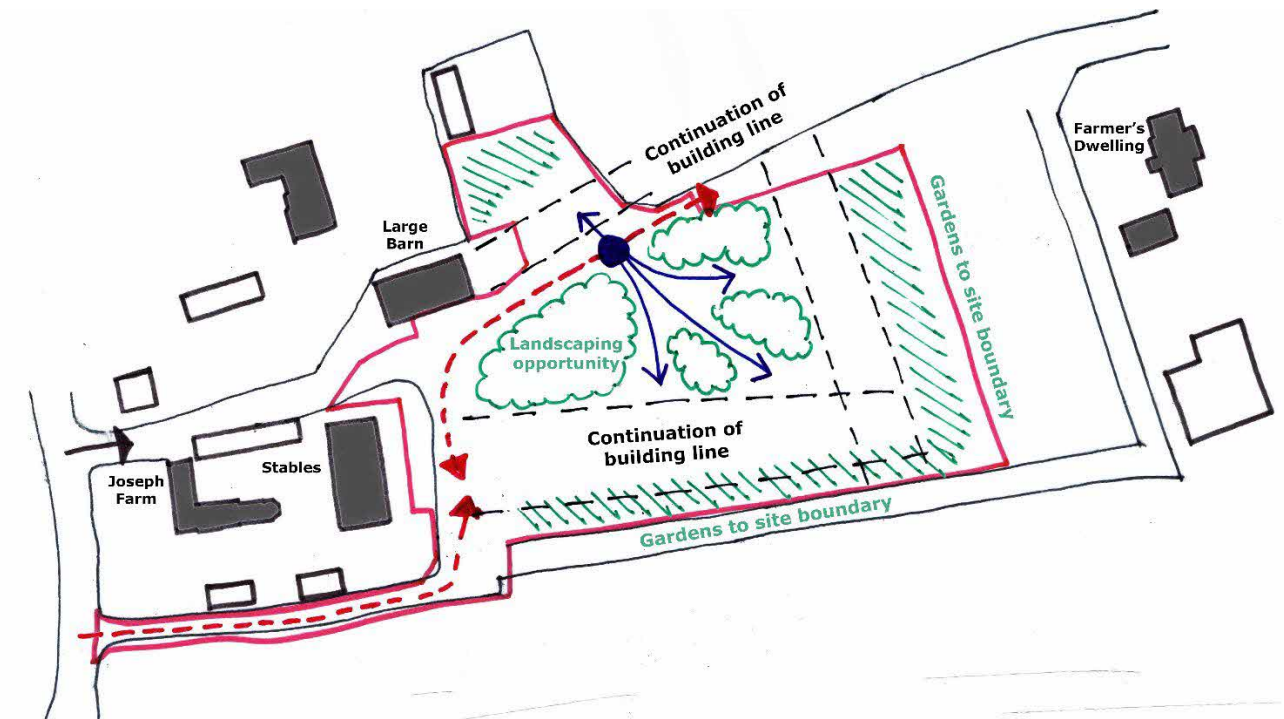 Continuation of
building line
Farmer's
Dwelling
Large
Barn
Gardens to site boundary
Landscaping
opportunity
Continuation of
building line
Stables
Joseph
Farm
Gardens to site boundary